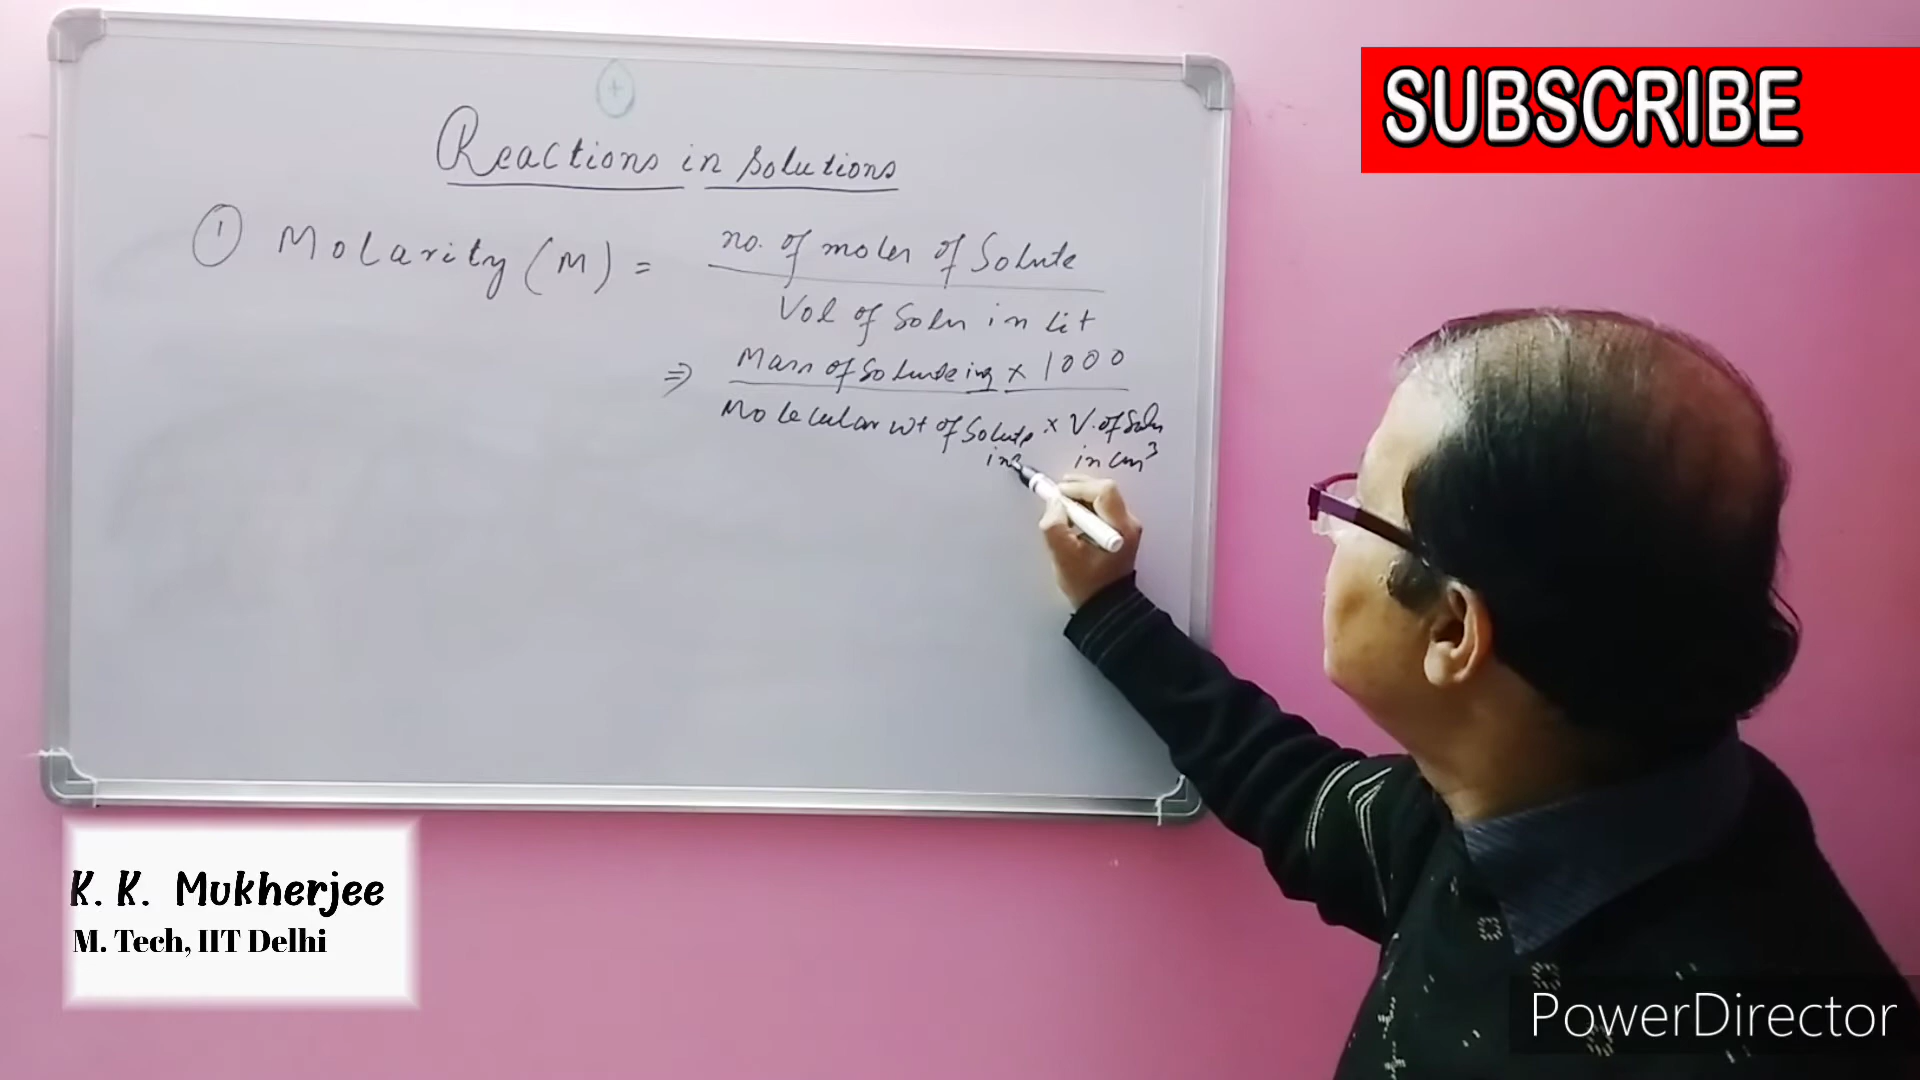 SUBSCRIBE
+
Reactions in solutions
1 Molarity (M) = no. of moles of Solute
Vol of Soln in Lit
⇒ Mass of Solute in g × 1000
Molecular wt of Solute × V. of Soln
in g in cm³
K. K. Mukherjee
M. Tech, IIT Delhi
PowerDirector